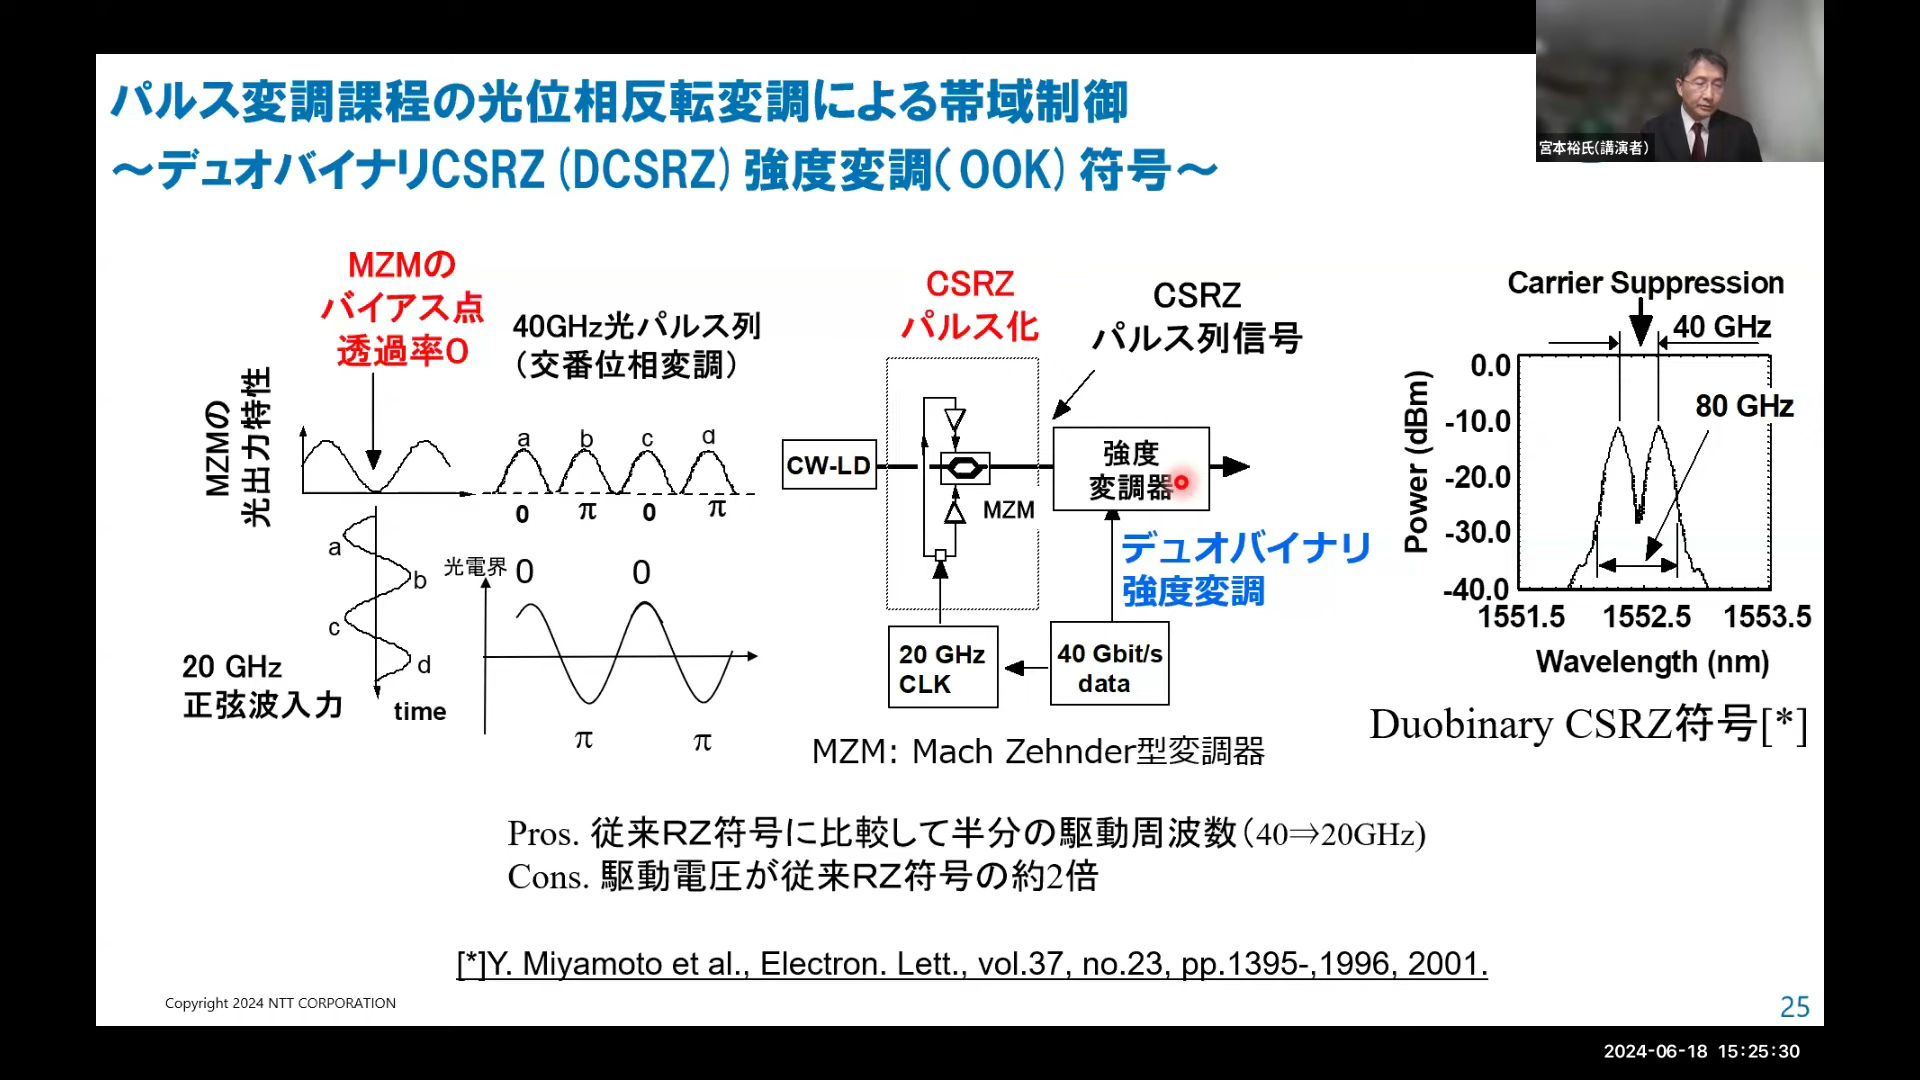 パルス変調課程の光位相反転変調による帯域制御
～デュオバイナリCSRZ(DCSRZ)強度変調(OOK)符号～
宮本裕氏(講演者)
MZMの
バイアス点
透過率0
40GHz光パルス列
(交番位相変調)
MZMの
光出力特性
a
b
c
d
0
π
0
π
a
b
c
d
20 GHz
正弦波入力
time
光電界
0
0
π
π
CSRZ
パルス化
CSRZ
パルス列信号
CW-LD
MZM
強度
変調器
デュオバイナリ
強度変調
20 GHz
CLK
40 Gbit/s
data
MZM: Mach Zehnder型変調器
Carrier Suppression
40 GHz
80 GHz
Power (dBm)
0.0
-10.0
-20.0
-30.0
-40.0
1551.5
1552.5
1553.5
Wavelength (nm)
Duobinary CSRZ符号[*]
Pros. 従来RZ符号に比較して半分の駆動周波数(40⇒20GHz)
Cons. 駆動電圧が従来RZ符号の約2倍
[*]Y. Miyamoto et al., Electron. Lett., vol.37, no.23, pp.1395-,1996, 2001.
Copyright 2024 NTT CORPORATION
25
2024-06-18 15:25:30